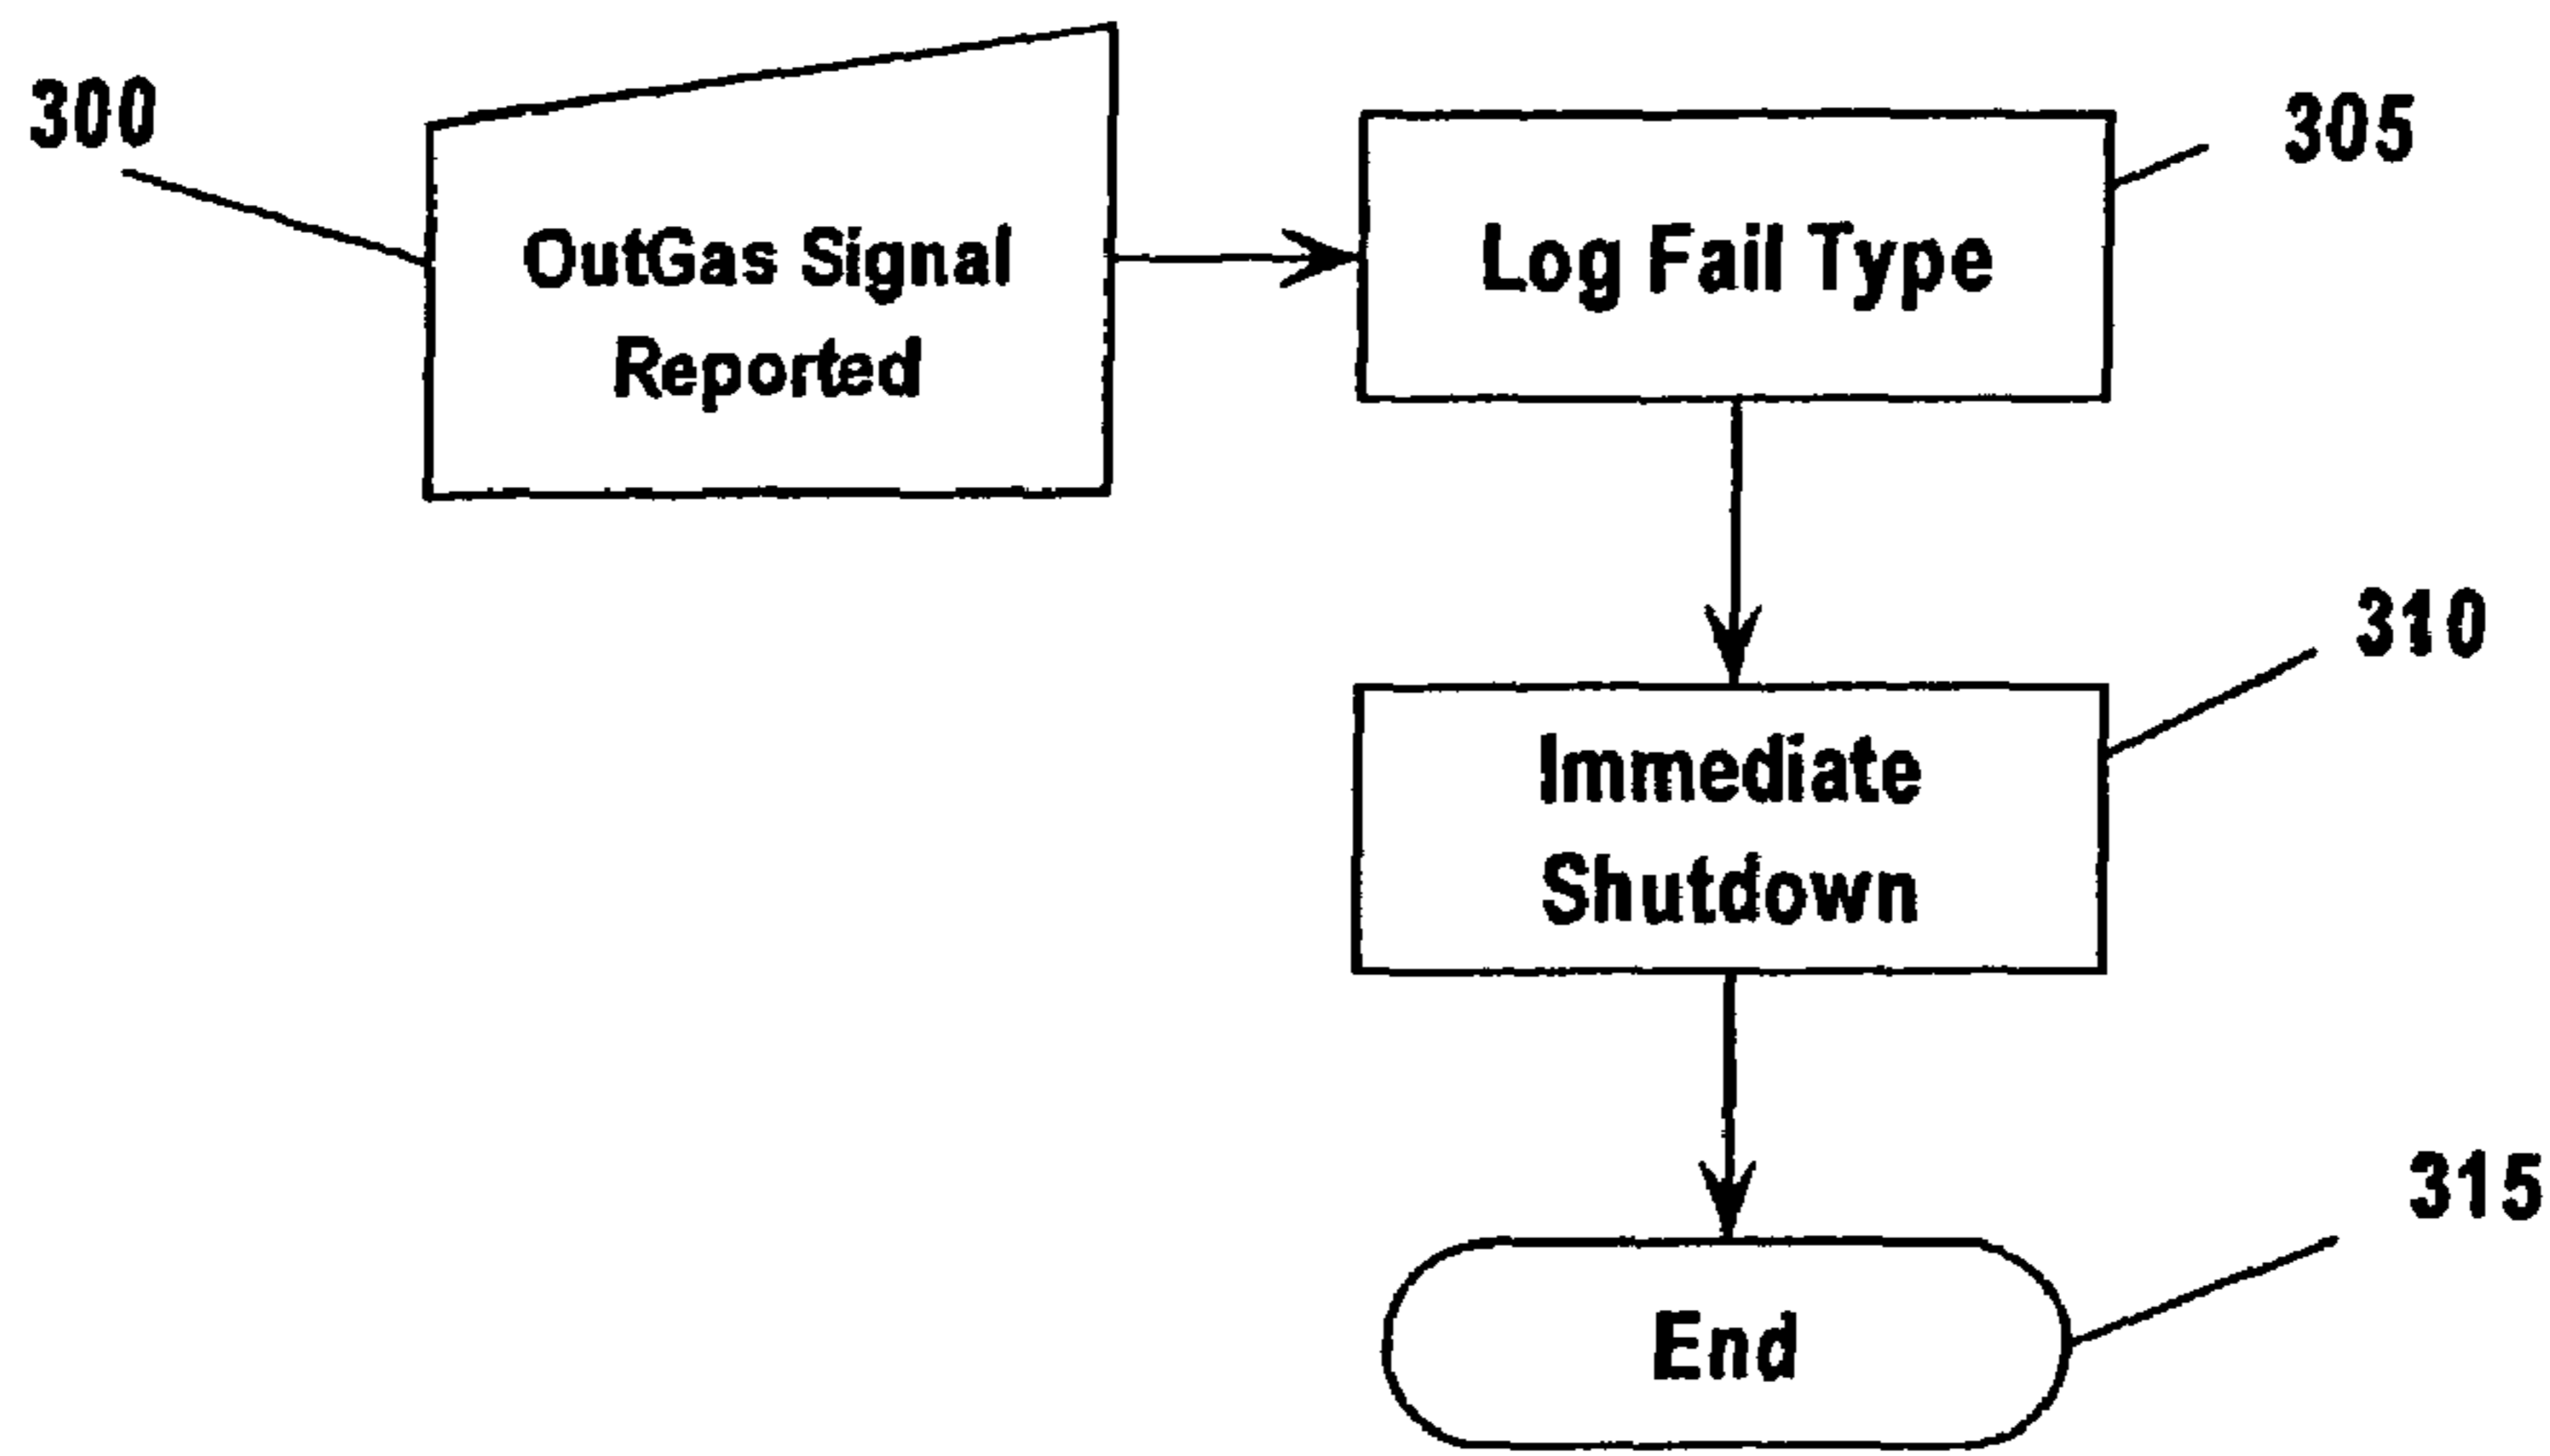 300
OutGas Signal
Reported
Log Fail Type
305
Immediate
Shutdown
310
End
315